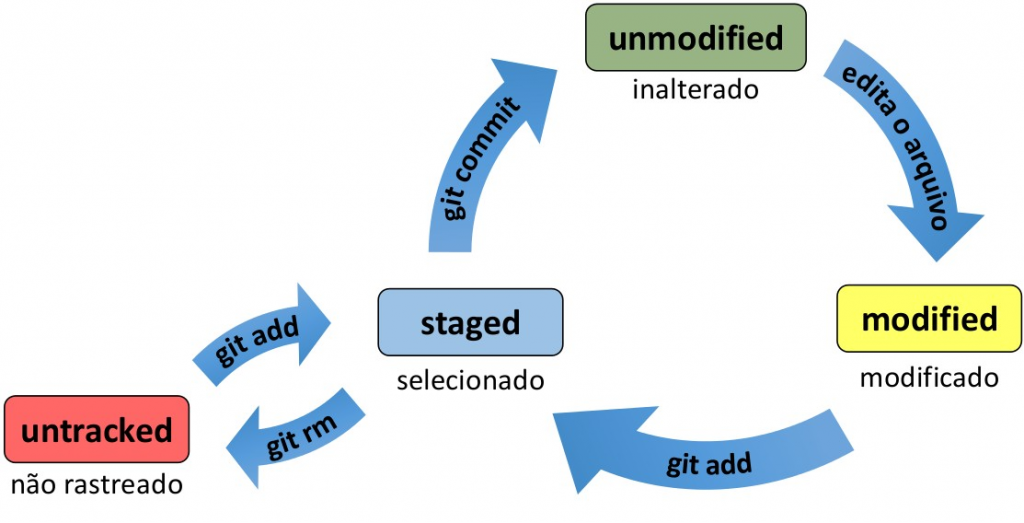 unmodified
inalterado
git commit
edita o arquivo
staged
selecionado
modified
modificado
git add
git rm
untracked
não rastreado
git add